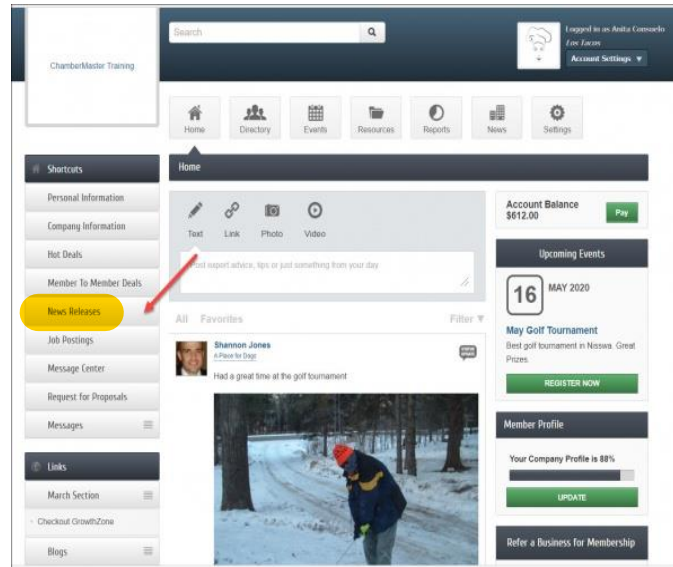 ChamberMaster Training
Search
Logged in as Anita Consuelo
Los Tacos
Account Settings ▼
Home
Directory
Events
Resources
Reports
News
Settings
Shortcuts
Personal Information
Company Information
Hot Deals
Member To Member Deals
News Releases
Job Postings
Message Center
Request for Proposals
Messages
Links
March Section
Checkout GrowthZone
Blogs
Home
Text
Link
Photo
Video
Post expert advice, tips or just something from your day
All Favorites
Filter ▼
Shannon Jones
A Place for Dogs
Had a great time at the golf tournament
Account Balance
$612.00
Pay
Upcoming Events
16 MAY 2020
May Golf Tournament
Best golf tournament in Nisswa. Great
Prizes.
REGISTER NOW
Member Profile
Your Company Profile is 88%
UPDATE
Refer a Business for Membership